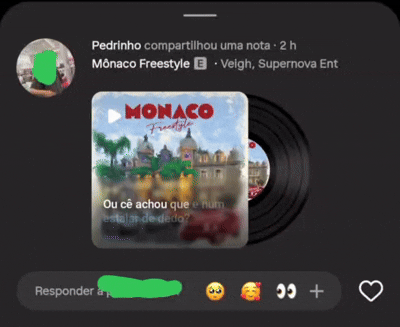 Pedrinho compartilhou uma nota · 2 h
Mônaco Freestyle E · Veigh, Supernova Ent
MONACO
Freestyle
Ou cê achou que e num
estalar de dedo?
Responder a